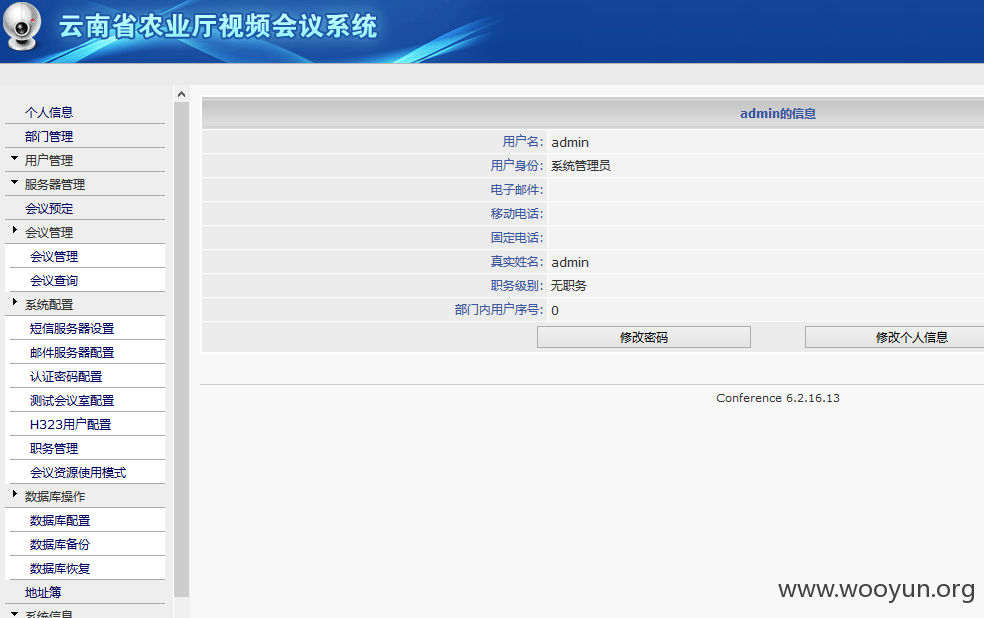 云南省农业厅视频会议系统
个人信息
部门管理
用户管理
服务器管理
会议预定
会议管理
会议管理
会议查询
系统配置
短信服务器设置
邮件服务器配置
认证密码配置
测试会议室配置
H323用户配置
职务管理
会议资源使用模式
数据库操作
数据库配置
数据库备份
数据库恢复
地址簿
系统信息
admin的信息
用户名: admin
用户身份: 系统管理员
电子邮件:
移动电话:
固定电话:
真实姓名: admin
职务级别: 无职务
部门内用户序号: 0
修改密码 修改个人信息
Conference 6.2.16.13
www.wooyun.org